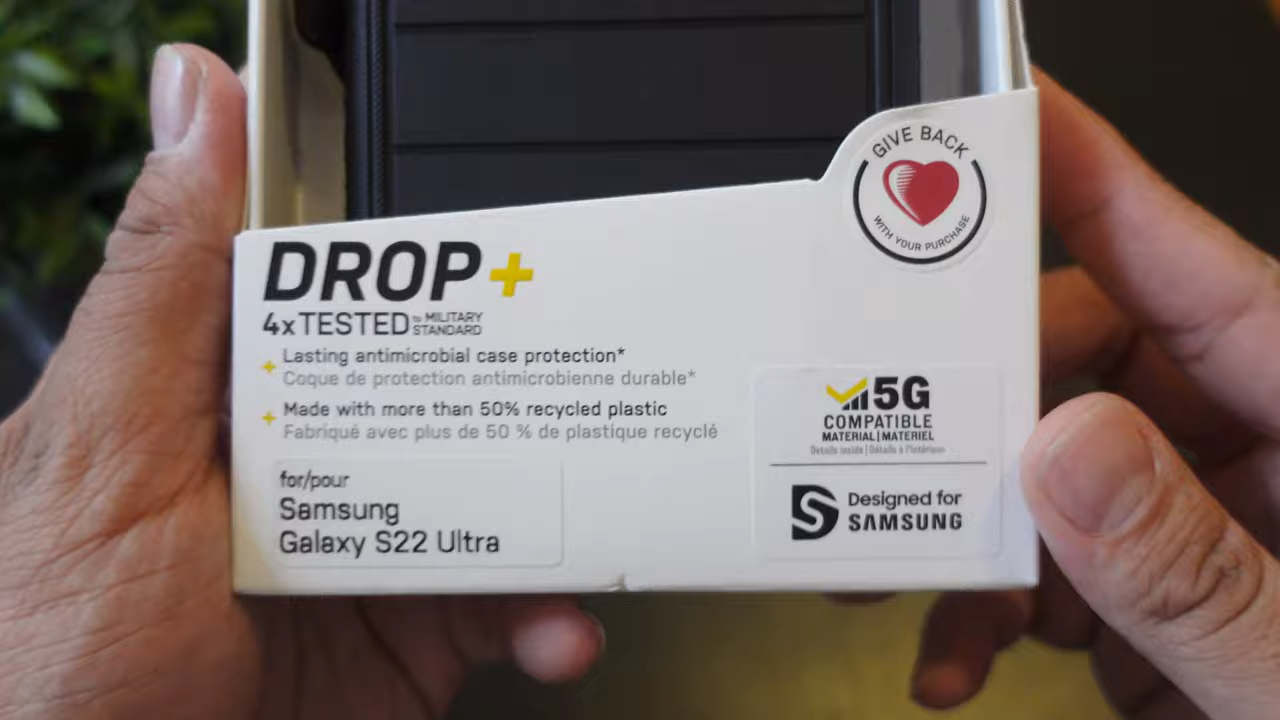 GIVE BACK
WITH YOUR PURCHASE
DROP+
4xTESTED to MILITARY
STANDARD
+ Lasting antimicrobial case protection*
Coque de protection antimicrobienne durable*
+ Made with more than 50% recycled plastic
Fabriqué avec plus de 50 % de plastique recyclé
for/pour
Samsung
Galaxy S22 Ultra
5G
COMPATIBLE
MATERIAL|MATERIEL
Details Inside | Détails à l'intérieur
Designed for
SAMSUNG